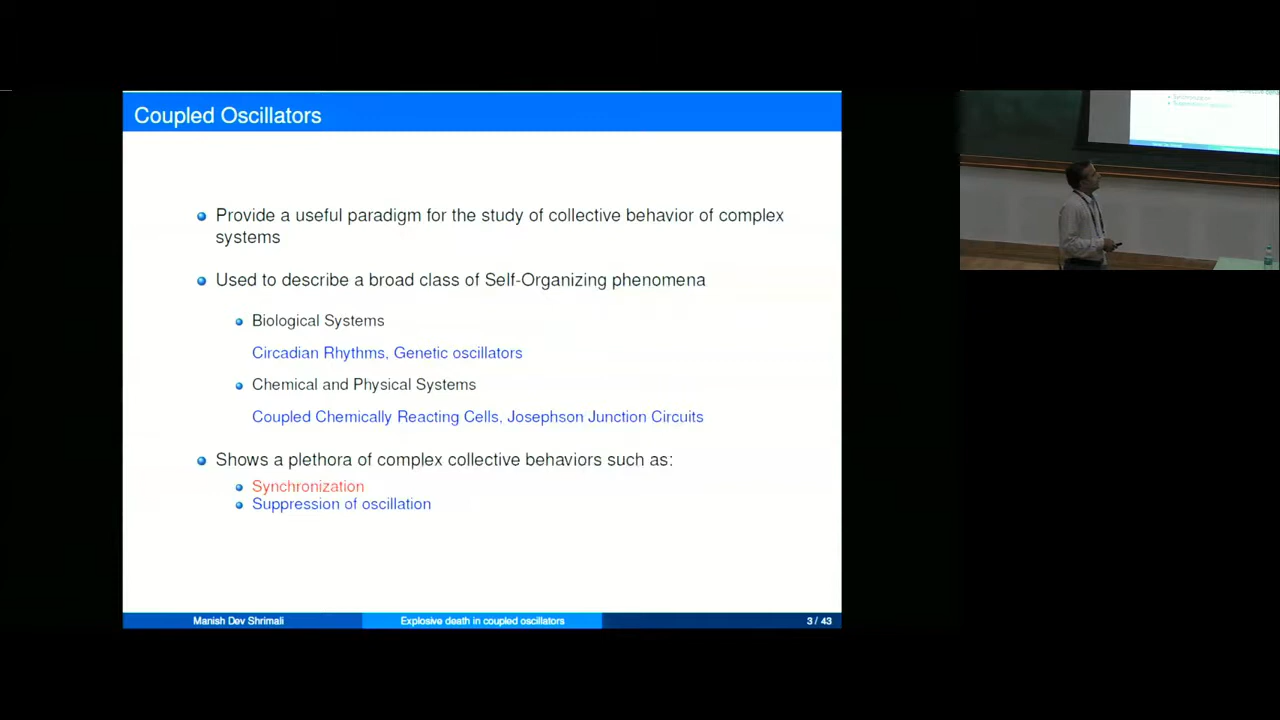 Coupled Oscillators
Provide a useful paradigm for the study of collective behavior of complex
systems
Used to describe a broad class of Self-Organizing phenomena
Biological Systems
Circadian Rhythms, Genetic oscillators
Chemical and Physical Systems
Coupled Chemically Reacting Cells, Josephson Junction Circuits
Shows a plethora of complex collective behaviors such as:
Synchronization
Suppression of oscillation
Manish Dev Shrimali
Explosive death in coupled oscillators
3 / 43